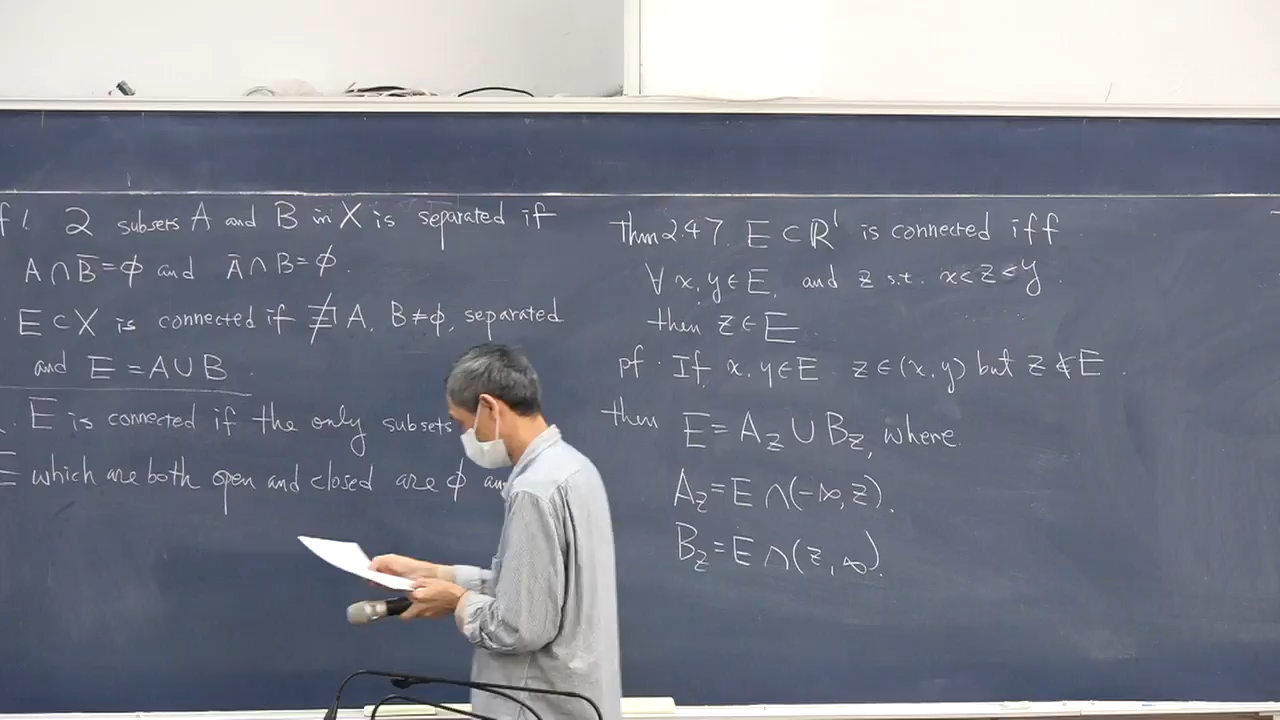 f 1. 2 subsets A and B in X is separated if
A ∩ B̄ = ϕ and Ā ∩ B = ϕ.
E ⊂ X is connected if ∄ A, B ≠ ϕ, separated
and E = A ∪ B.
E is connected if the only subsets
E which are both open and closed are ϕ an
thm 2.47. E ⊂ R¹ is connected iff
∀ x, y ∈ E, and z s.t. x < z < y.
then z ∈ E
pf. If x, y ∈ E z ∈ (x, y) but z ∉ E.
then E = A_z ∪ B_z, where.
A_z = E ∩ (-∞, z).
B_z = E ∩ (z, ∞).